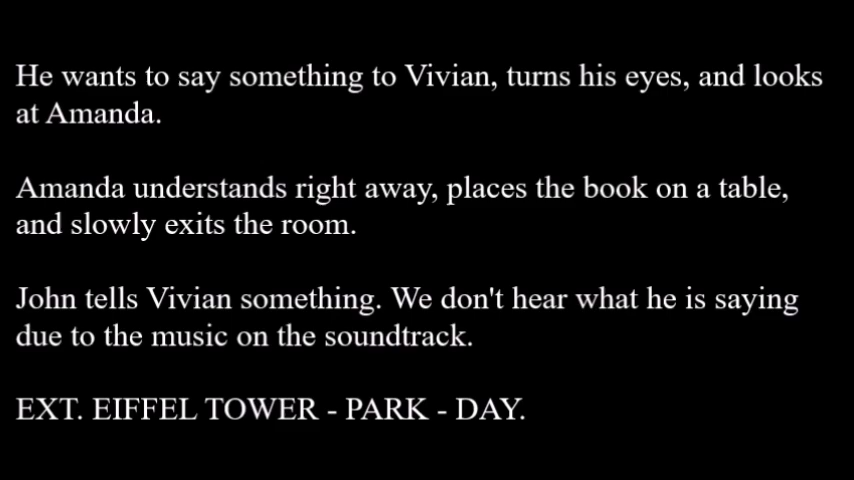 He wants to say something to Vivian, turns his eyes, and looks
at Amanda.
Amanda understands right away, places the book on a table,
and slowly exits the room.
John tells Vivian something. We don't hear what he is saying
due to the music on the soundtrack.
EXT. EIFFEL TOWER - PARK - DAY.